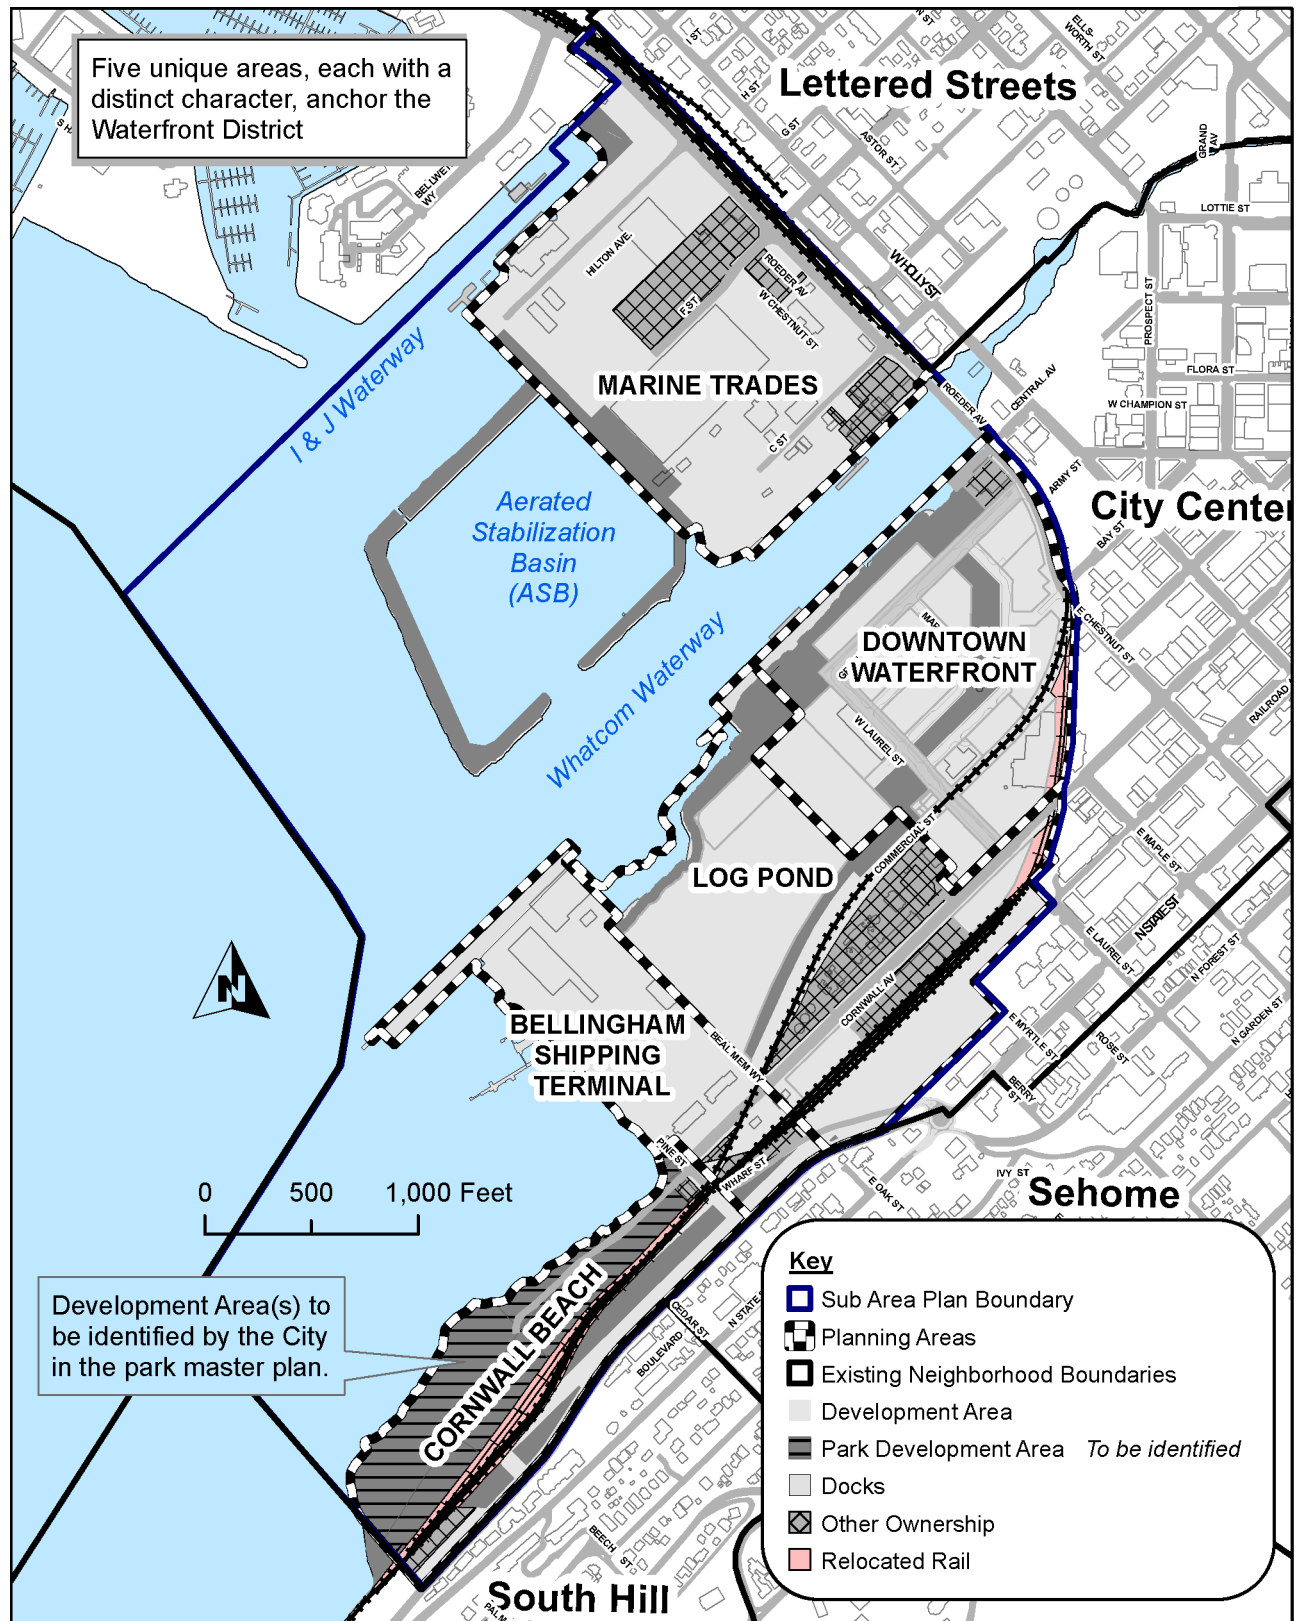 Five unique areas, each with a
distinct character, anchor the
Waterfront District
Lettered Streets
I ST
H ST
G ST
ASTOR ST
ELLS-
WORTH ST
GRAND
AV
LOTTIE ST
BELLWE
WY
HILTON AVE.
F ST
ROEDER AV
W CHESTNUT ST
W HOLLY ST
PROSPECT ST
FLORA ST
W CHAMPION ST
CENTRAL AV
ROEDER AV
MARINE TRADES
C ST
I & J Waterway
ARMY ST
City Center
BAY ST
Aerated
Stabilization
Basin
(ASB)
E CHESTNUT ST
DOWNTOWN
WATERFRONT
Whatcom Waterway
RAILROAD
W LAUREL ST
COMMERCIAL ST
E MAPLE ST
LOG POND
N STATE ST
E LAUREL ST
N FOREST ST
N GARDEN ST
CORNWALL AV
N
BELLINGHAM
SHIPPING
TERMINAL
BEAL MEM WY
E MYRTLE ST
ROSE ST
BERRY
ST
PINE ST
WHARF ST
IVY ST
E OAK ST
Sehome
0 500 1,000 Feet
Development Area(s) to
be identified by the City
in the park master plan.
CORNWALL BEACH
CEDAR ST
N STATE
BOULEVARD
BEECH ST
South Hill
Key
Sub Area Plan Boundary
Planning Areas
Existing Neighborhood Boundaries
Development Area
Park Development Area To be identified
Docks
Other Ownership
Relocated Rail